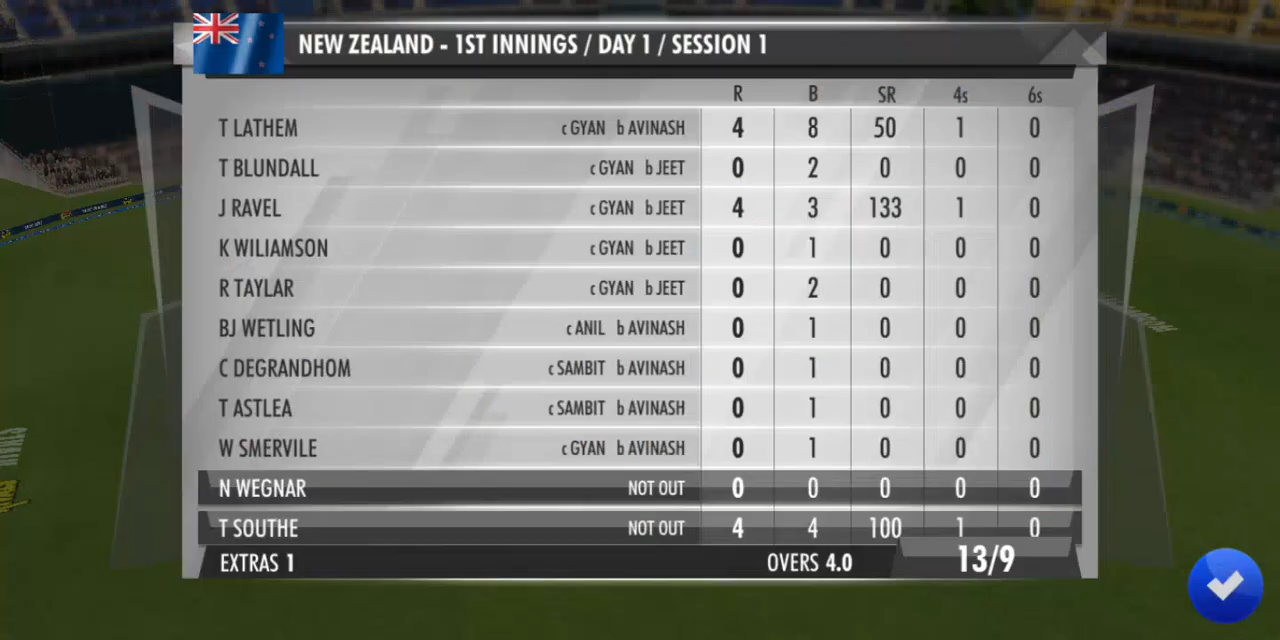 NEW ZEALAND - 1ST INNINGS / DAY 1 / SESSION 1
R B SR 4s 6s
T LATHEM c GYAN b AVINASH 4 8 50 1 0
T BLUNDALL c GYAN b JEET 0 2 0 0 0
J RAVEL c GYAN b JEET 4 3 133 1 0
K WILIAMSON c GYAN b JEET 0 1 0 0 0
R TAYLAR c GYAN b JEET 0 2 0 0 0
BJ WETLING c ANIL b AVINASH 0 1 0 0 0
C DEGRANDHOM c SAMBIT b AVINASH 0 1 0 0 0
T ASTLEA c SAMBIT b AVINASH 0 1 0 0 0
W SMERVILE c GYAN b AVINASH 0 1 0 0 0
N WEGNAR NOT OUT 0 0 0 0 0
T SOUTHE NOT OUT 4 4 100 1 0
EXTRAS 1 OVERS 4.0 13/9